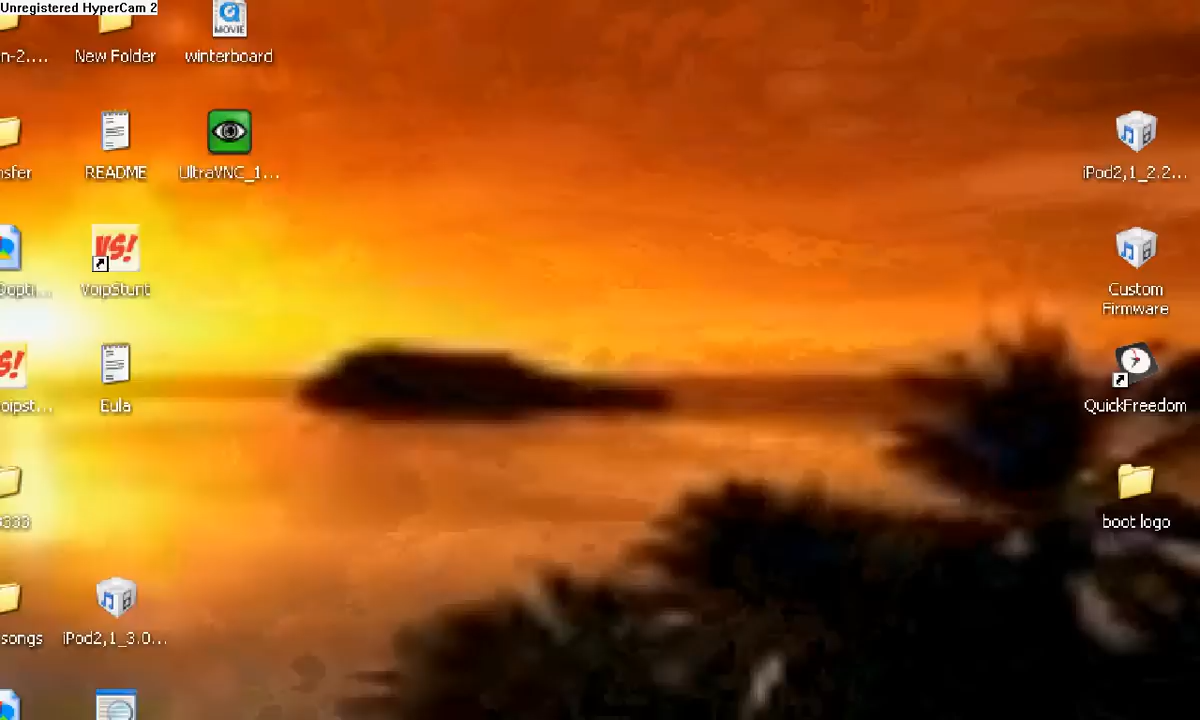 Unregistered HyperCam 2
n-2....
New Folder
MOVIE
winterboard
nsfer
README
UltraVNC_1...
iPod2,1_2.2...
VS!
VoipStunt
Custom
Firmware
S!
oipst...
Eula
QuickFreedom
333
boot logo
songs
iPod2,1_3.0...